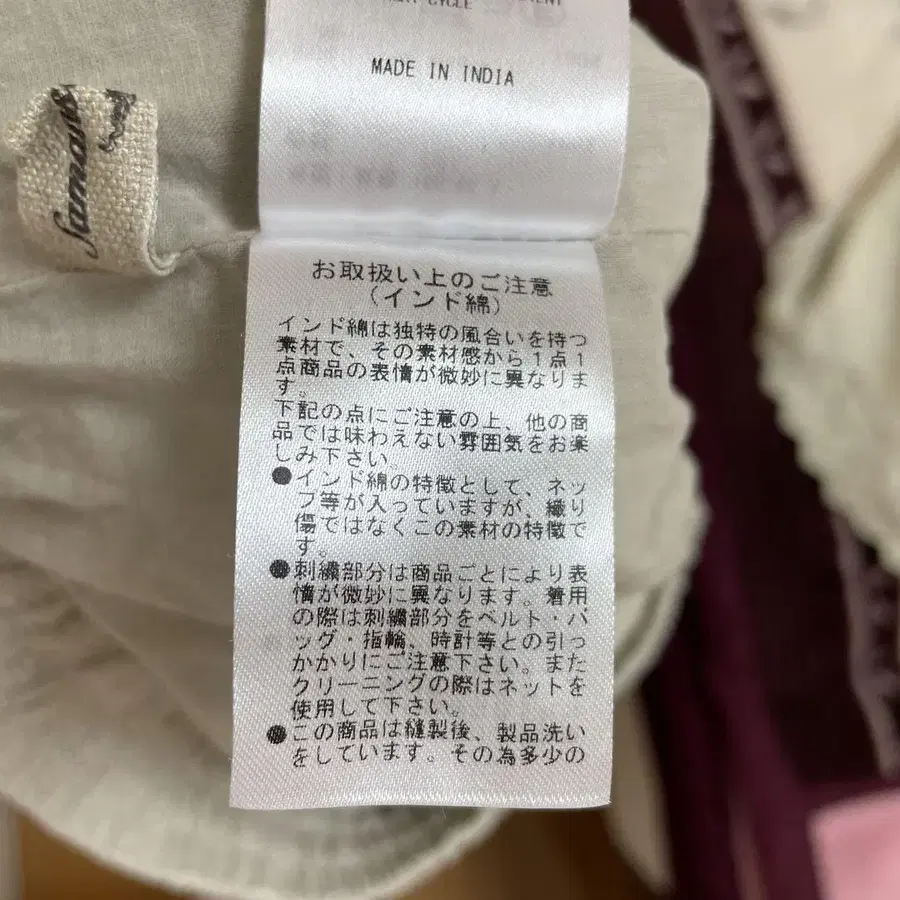 CYCLE
MADE IN INDIA
お取扱い上のご注意
（インド綿）
インド綿は独特の風合いを持つ
素材で、その素材感から1点1
点商品の表情が微妙に異なりま
す。
下記の点にご注意の上、他の商
品では味わえない雰囲気をお楽
しみ下さい
●インド綿の特徴として、ネッ
フ等が入っていますが、織り
傷ではなくこの素材の特徴で
す。
●刺繍部分は商品ごとにより表
情が微妙に異なります。着用
の際は刺繍部分をベルト・バ
ッグ・指輪、時計等との引っ
かかりにご注意下さい。また
クリーニングの際はネットを
使用して下さい。
●この商品は縫製後、製品洗い
をしています。その為多少の